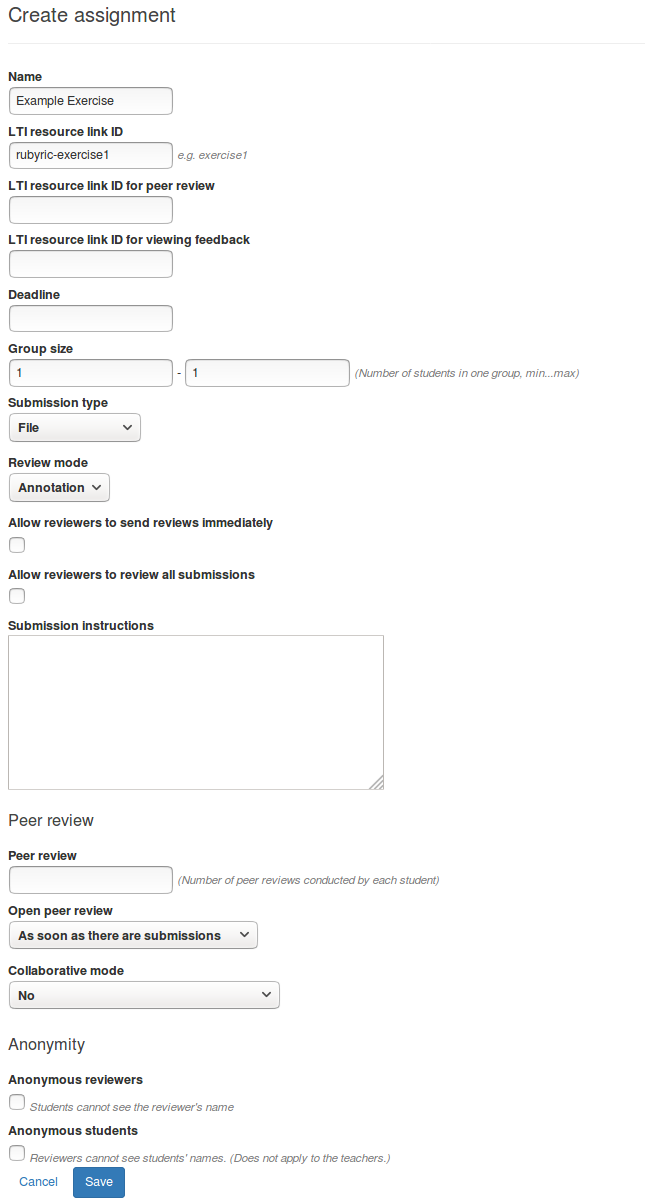 Create assignment
Name
Example Exercise
LTI resource link ID
rubyric-exercise1 e.g. exercise1
LTI resource link ID for peer review
LTI resource link ID for viewing feedback
Deadline
Group size
1 - 1 (Number of students in one group, min...max)
Submission type
File
Review mode
Annotation
Allow reviewers to send reviews immediately
Allow reviewers to review all submissions
Submission instructions
Peer review
Peer review
(Number of peer reviews conducted by each student)
Open peer review
As soon as there are submissions
Collaborative mode
No
Anonymity
Anonymous reviewers
Students cannot see the reviewer's name
Anonymous students
Reviewers cannot see students' names. (Does not apply to the teachers.)
Cancel Save